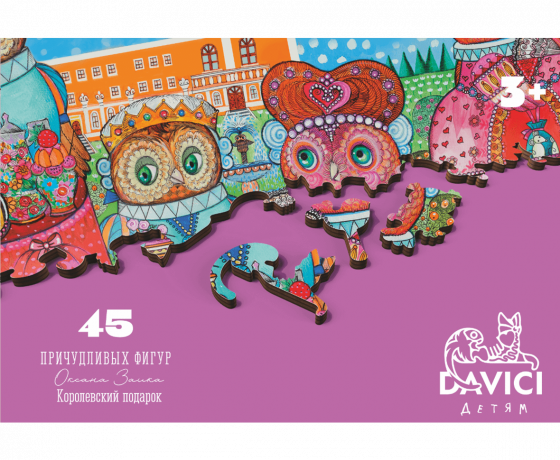 3+
45
ПРИЧУДЛИВЫХ ФИГУР
Оксана Заика
Королевский подарок
DAVICI
ДЕТЯМ